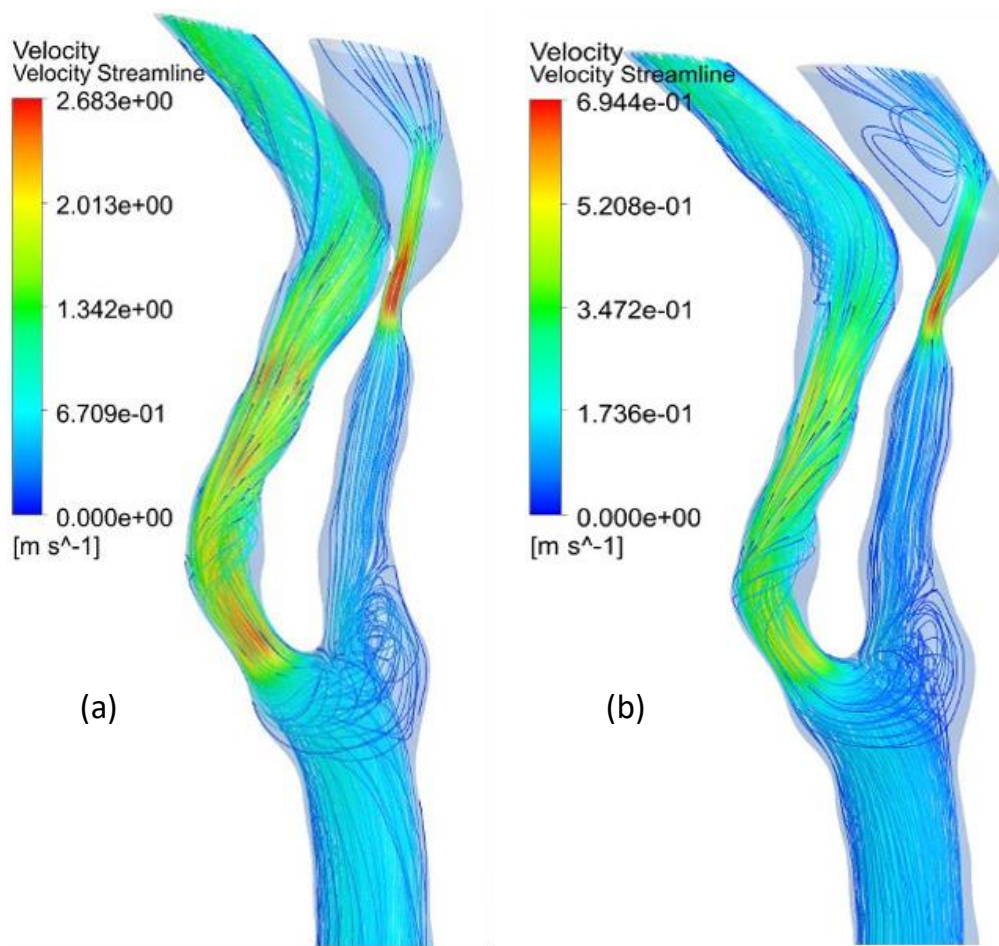 Velocity
Velocity Streamline
2.683e+00
2.013e+00
1.342e+00
6.709e-01
0.000e+00
[m s^-1]
(a)
Velocity
Velocity Streamline
6.944e-01
5.208e-01
3.472e-01
1.736e-01
0.000e+00
[m s^-1]
(b)